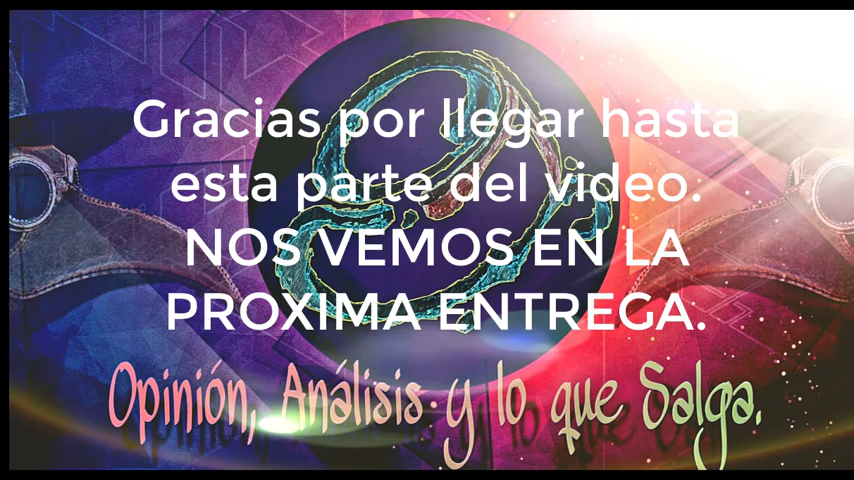 Gracias por llegar hasta
esta parte del video.
NOS VEMOS EN LA
PROXIMA ENTREGA.
Opinión, Análisis y lo que Salga.